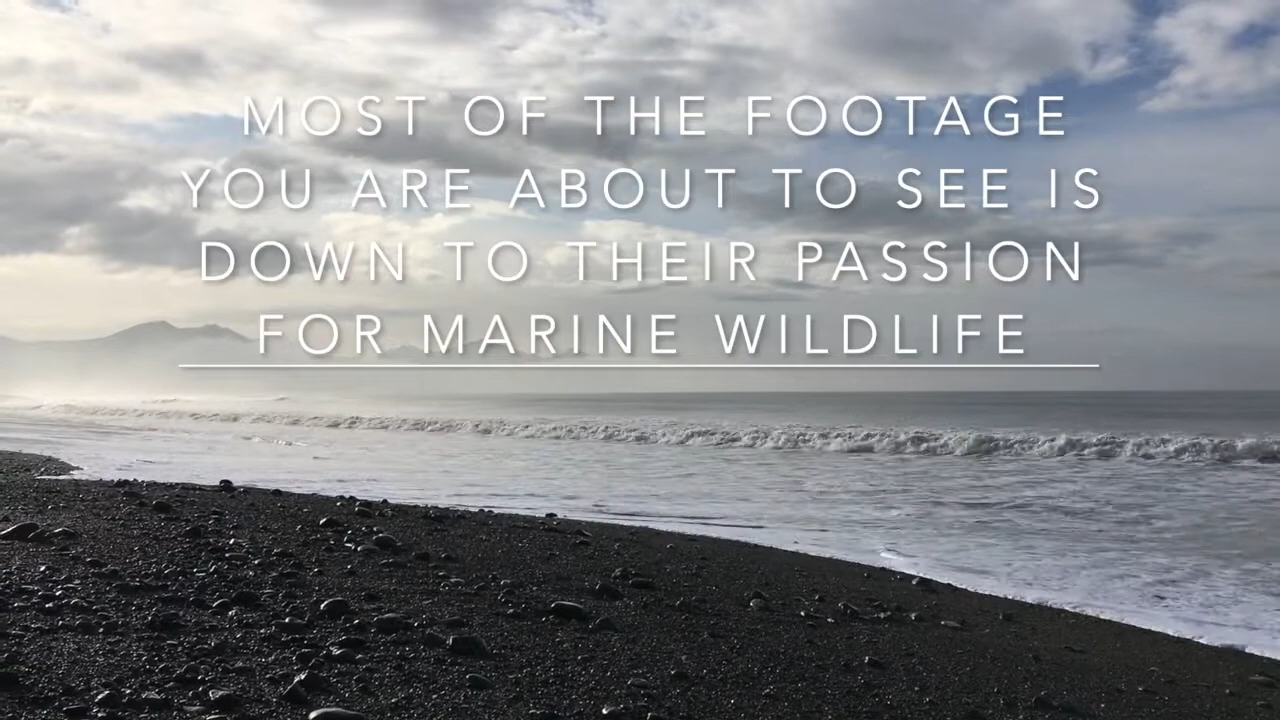 MOST OF THE FOOTAGE
YOU ARE ABOUT TO SEE IS
DOWN TO THEIR PASSION
FOR MARINE WILDLIFE